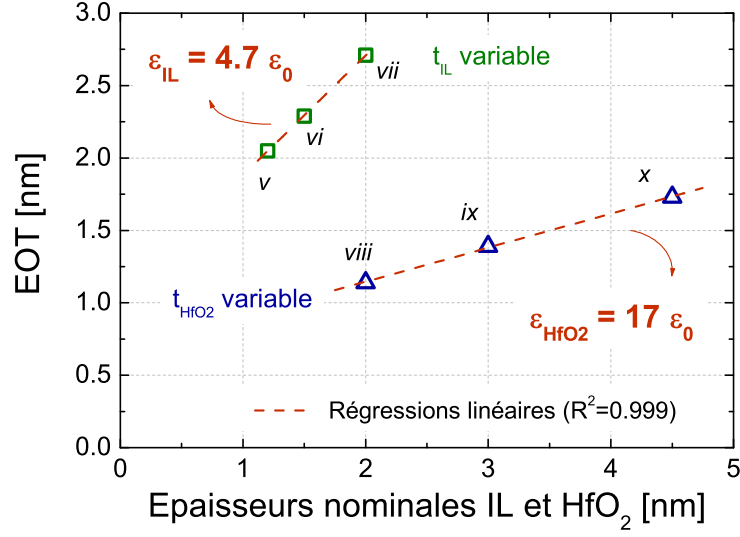 3.0
2.5
2.0
1.5
1.0
0.5
0.0
EOT [nm]
ε_IL = 4.7 ε_0
t_IL variable
vii
vi
v
x
ix
viii
t_HfO2 variable
ε_HfO2 = 17 ε_0
Régressions linéaires (R²=0.999)
0 1 2 3 4 5
Epaisseurs nominales IL et HfO₂ [nm]